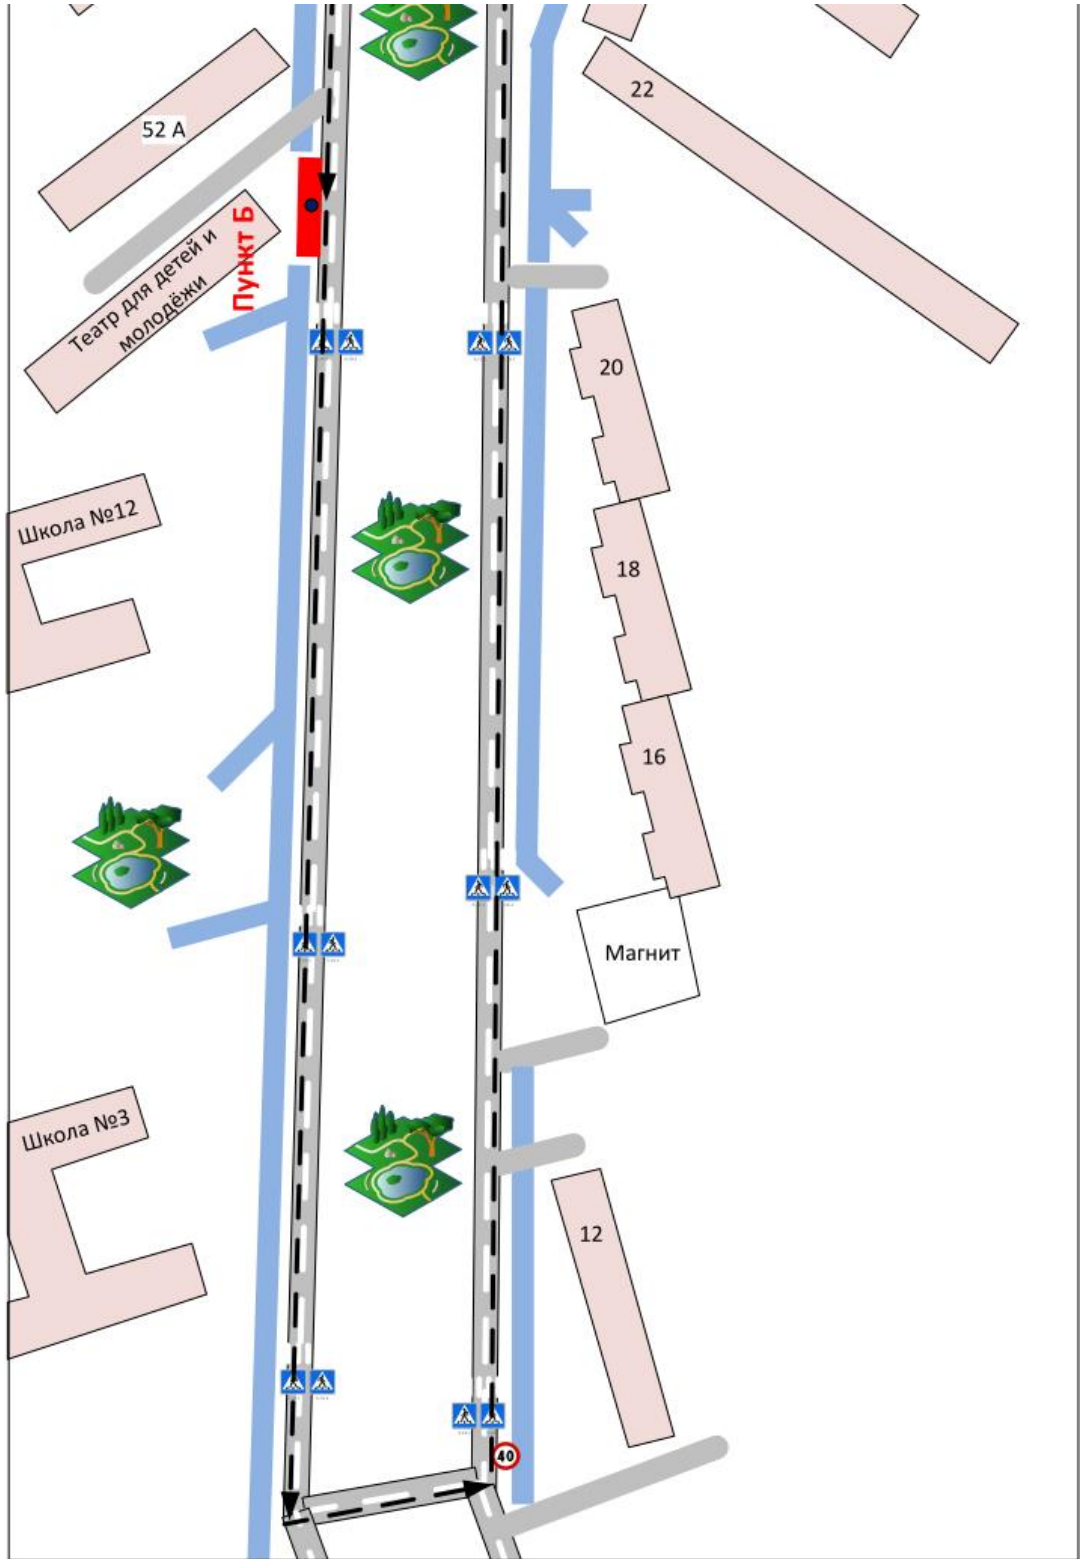 22
52 А
Театр для детей и
молодёжи
Пункт Б
20
Школа №12
18
16
Магнит
Школа №3
12
40